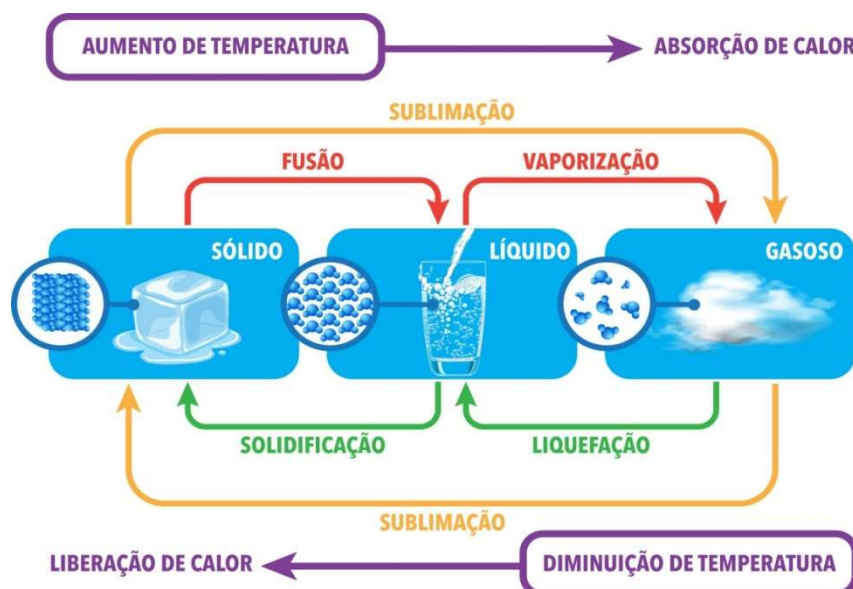 AUMENTO DE TEMPERATURA
ABSORÇÃO DE CALOR
SUBLIMAÇÃO
FUSÃO
VAPORIZAÇÃO
SÓLIDO
LÍQUIDO
GASOSO
SOLIDIFICAÇÃO
LIQUEFAÇÃO
SUBLIMAÇÃO
LIBERAÇÃO DE CALOR
DIMINUIÇÃO DE TEMPERATURA